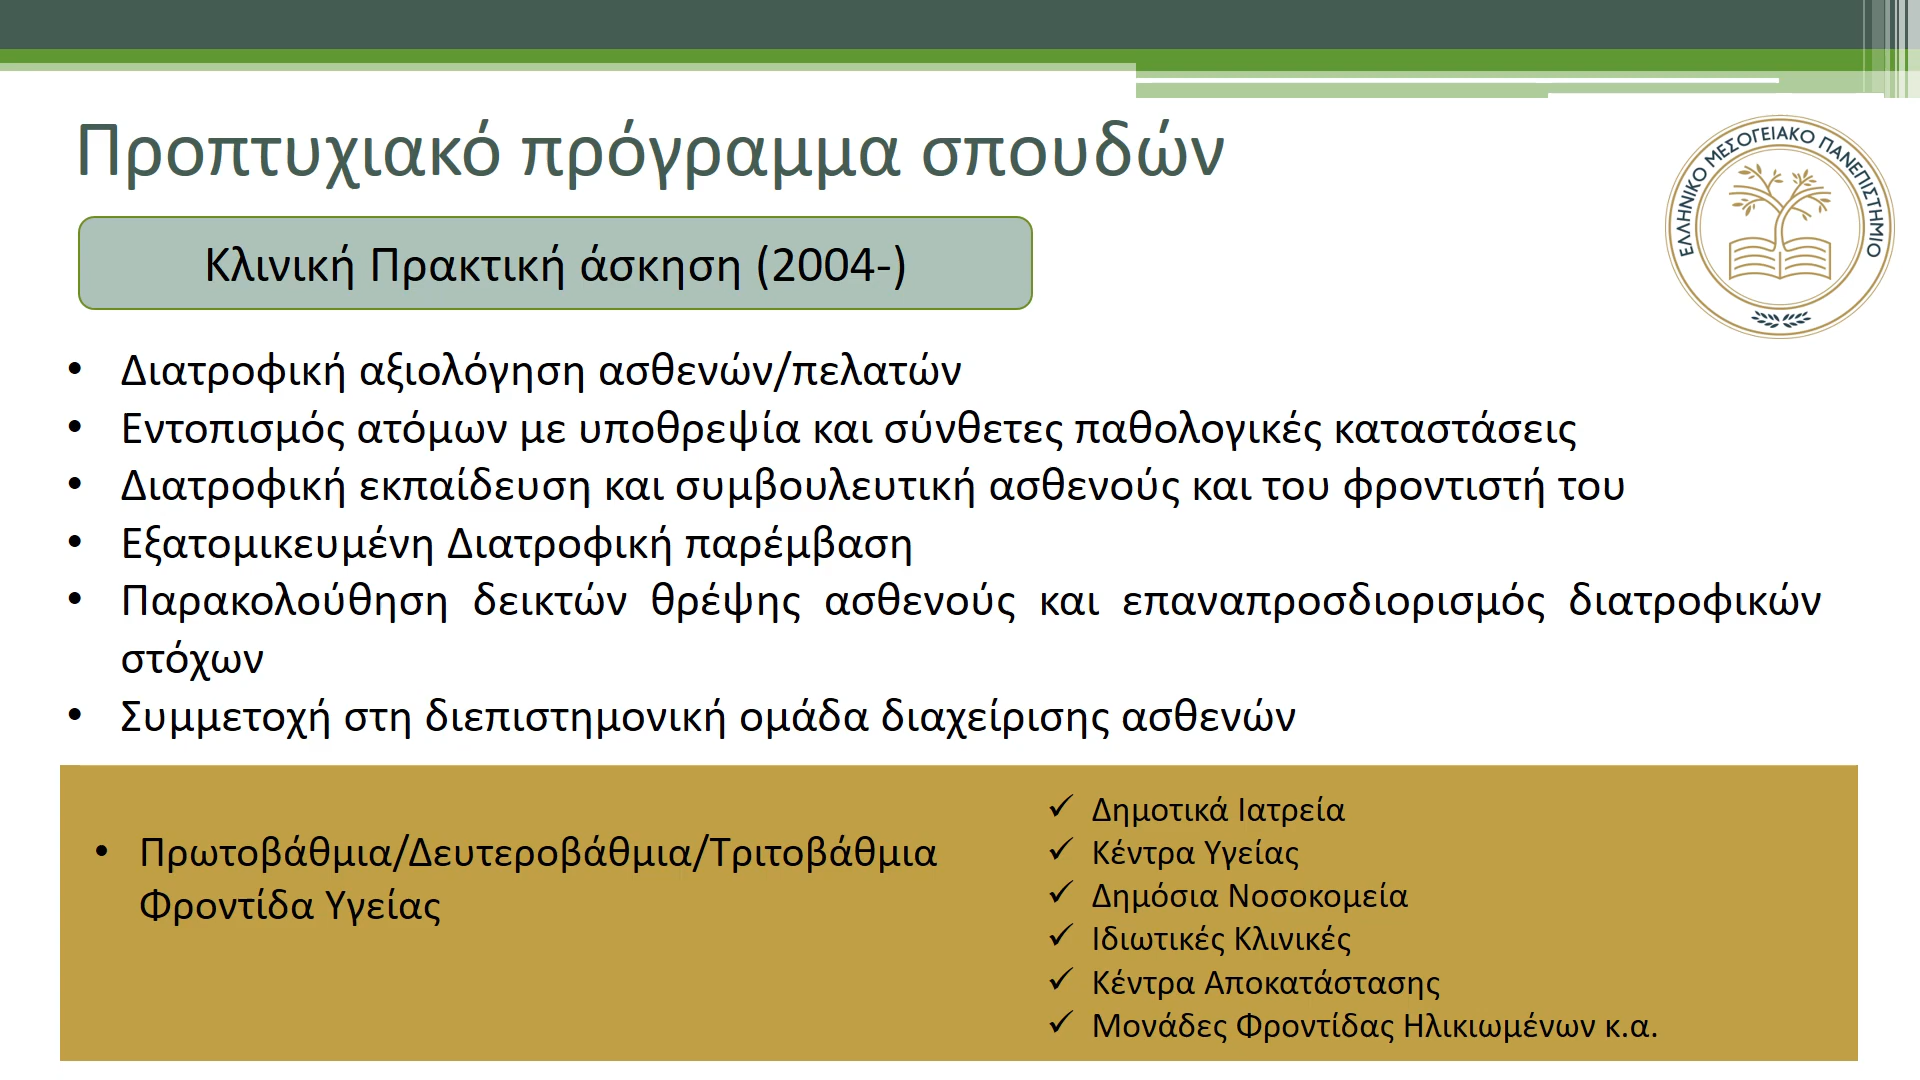 Προπτυχιακό πρόγραμμα σπουδών
ΕΛΛΗΝΙΚΟ ΜΕΣΟΓΕΙΑΚΟ ΠΑΝΕΠΙΣΤΗΜΙΟ
Κλινική Πρακτική άσκηση (2004-)
• Διατροφική αξιολόγηση ασθενών/πελατών
• Εντοπισμός ατόμων με υποθρεψία και σύνθετες παθολογικές καταστάσεις
• Διατροφική εκπαίδευση και συμβουλευτική ασθενούς και του φροντιστή του
• Εξατομικευμένη Διατροφική παρέμβαση
• Παρακολούθηση δεικτών θρέψης ασθενούς και επαναπροσδιορισμός διατροφικών
στόχων
• Συμμετοχή στη διεπιστημονική ομάδα διαχείρισης ασθενών
• Πρωτοβάθμια/Δευτεροβάθμια/Τριτοβάθμια
Φροντίδα Υγείας
✓ Δημοτικά Ιατρεία
✓ Κέντρα Υγείας
✓ Δημόσια Νοσοκομεία
✓ Ιδιωτικές Κλινικές
✓ Κέντρα Αποκατάστασης
✓ Μονάδες Φροντίδας Ηλικιωμένων κ.α.